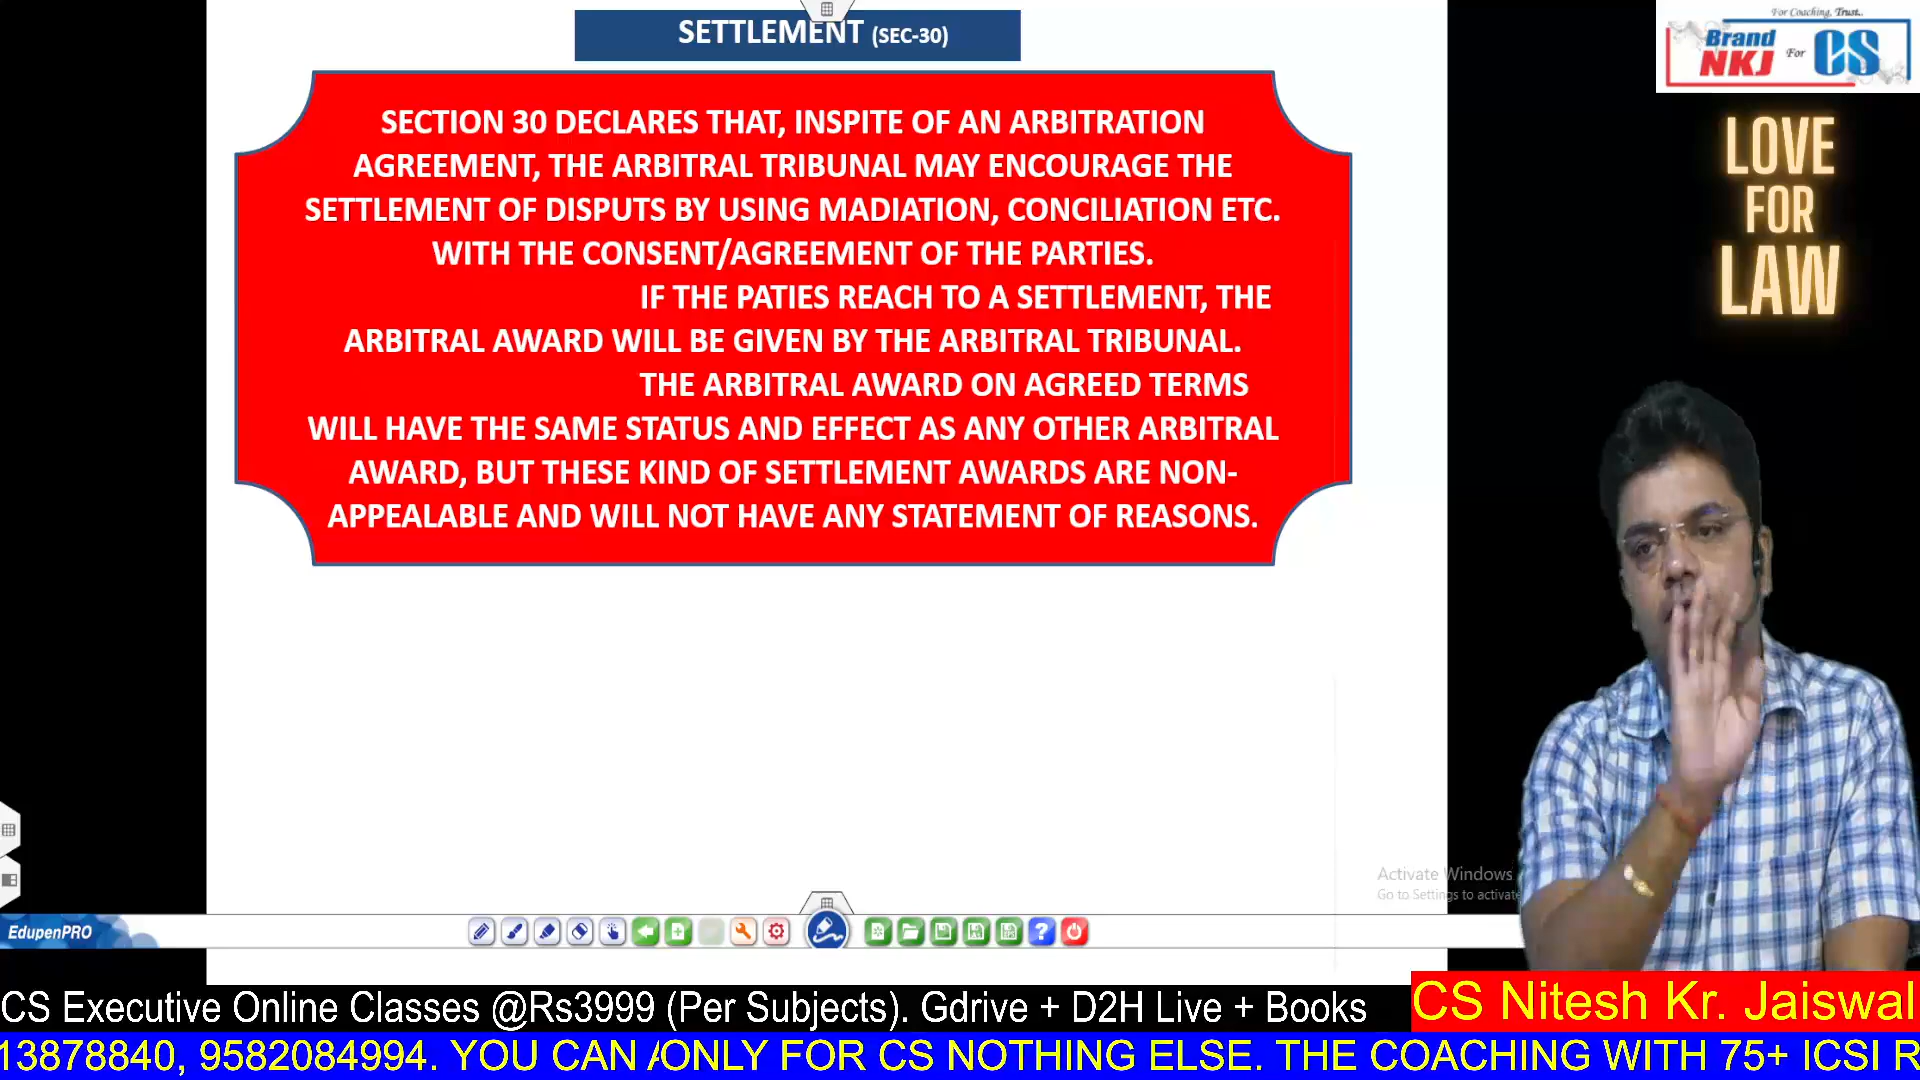 SETTLEMENT (SEC-30)
SECTION 30 DECLARES THAT, INSPITE OF AN ARBITRATION
AGREEMENT, THE ARBITRAL TRIBUNAL MAY ENCOURAGE THE
SETTLEMENT OF DISPUTS BY USING MADIATION, CONCILIATION ETC.
WITH THE CONSENT/AGREEMENT OF THE PARTIES.
IF THE PATIES REACH TO A SETTLEMENT, THE
ARBITRAL AWARD WILL BE GIVEN BY THE ARBITRAL TRIBUNAL.
THE ARBITRAL AWARD ON AGREED TERMS
WILL HAVE THE SAME STATUS AND EFFECT AS ANY OTHER ARBITRAL
AWARD, BUT THESE KIND OF SETTLEMENT AWARDS ARE NON-
APPEALABLE AND WILL NOT HAVE ANY STATEMENT OF REASONS.
For Coaching, Trust..
Brand
NKJ For CS
LOVE
FOR
LAW
Activate Windows
Go to Settings to activate
EdupenPRO
CS Executive Online Classes @Rs3999 (Per Subjects). Gdrive + D2H Live + Books
CS Nitesh Kr. Jaiswal
13878840, 9582084994. YOU CAN ONLY FOR CS NOTHING ELSE. THE COACHING WITH 75+ ICSI R